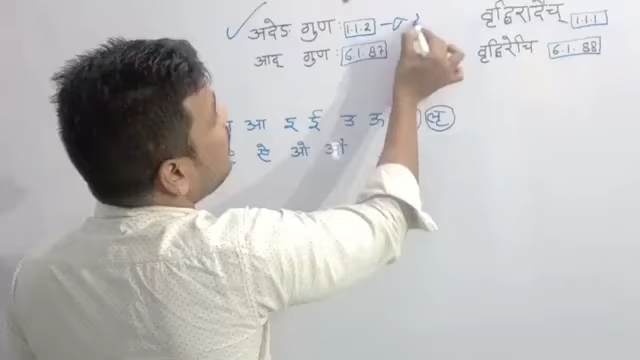 ✓ अदेङ गुण : 1.1.2 –
आद् गुण : 6.1.87
वृद्धिरादैच् 1.1.1
वृद्धिरेचि 6.1.88
आ इ ई उ ऊ लृ
ऐ ओ औ